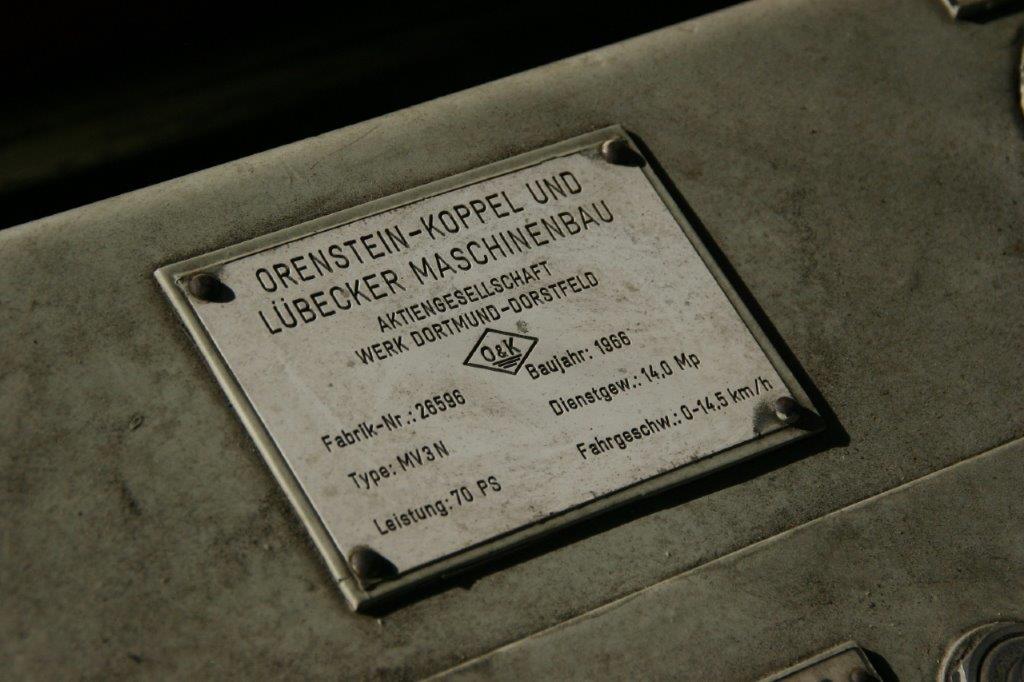 ORENSTEIN-KOPPEL UND
LÜBECKER MASCHINENBAU
AKTIENGESELLSCHAFT
WERK DORTMUND-DORSTFELD
O&K
Fabrik-Nr.: 26596 Baujahr: 1966
Type: MV3N Dienstgew.: 14,0 Mp
Leistung: 70 PS Fahrgeschw.: 0-14,5 km/h